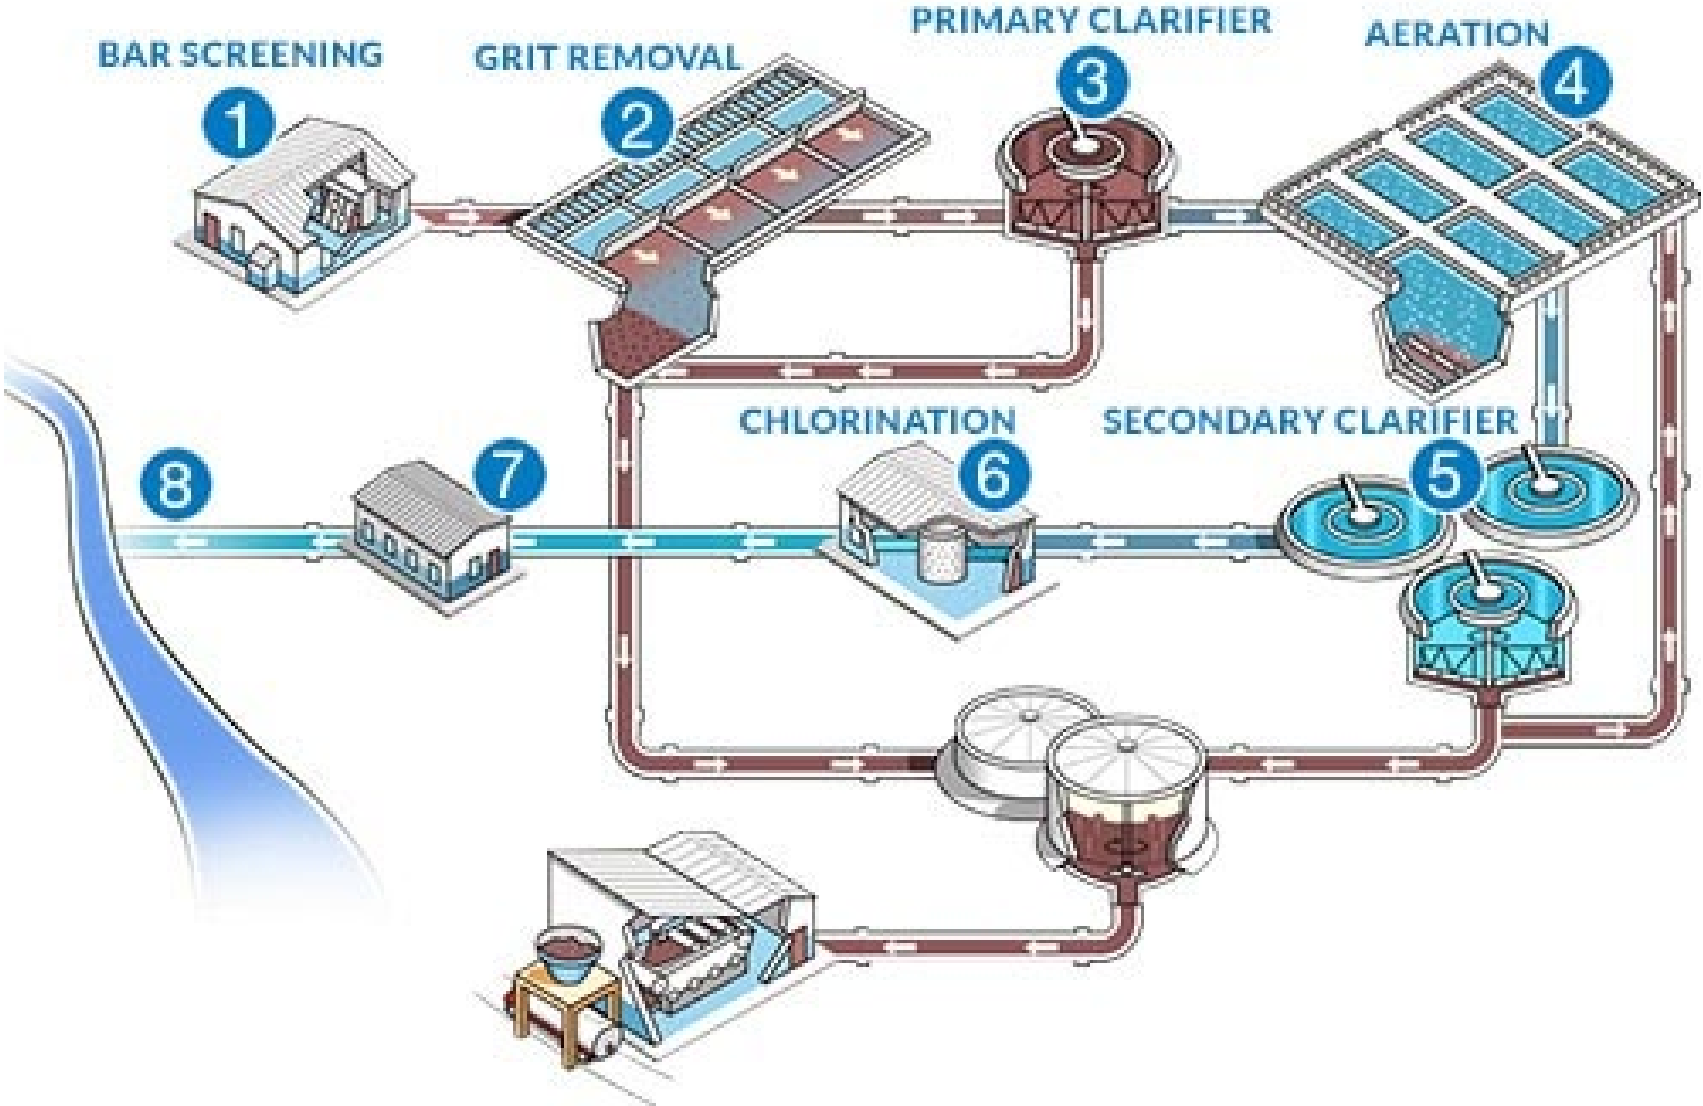 PRIMARY CLARIFIER
AERATION
BAR SCREENING
GRIT REMOVAL
1
2
3
4
CHLORINATION
SECONDARY CLARIFIER
8
7
6
5